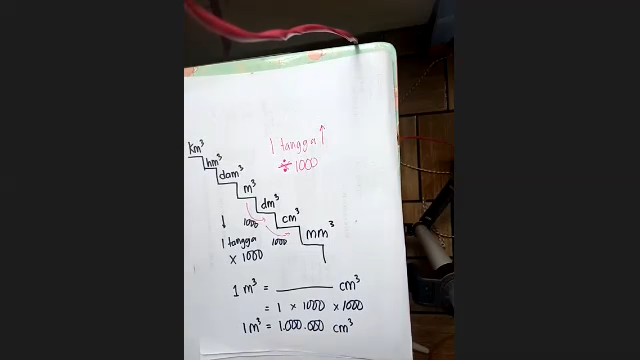 1 tangga ↑
÷ 1000
km³
hm³
dam³
m³
dm³
cm³
mm³
1000
1000
↓
1 tangga
x 1000
1 m³ = ______ cm³
= 1 x 1000 x 1000
1 m³ = 1.000.000 cm³